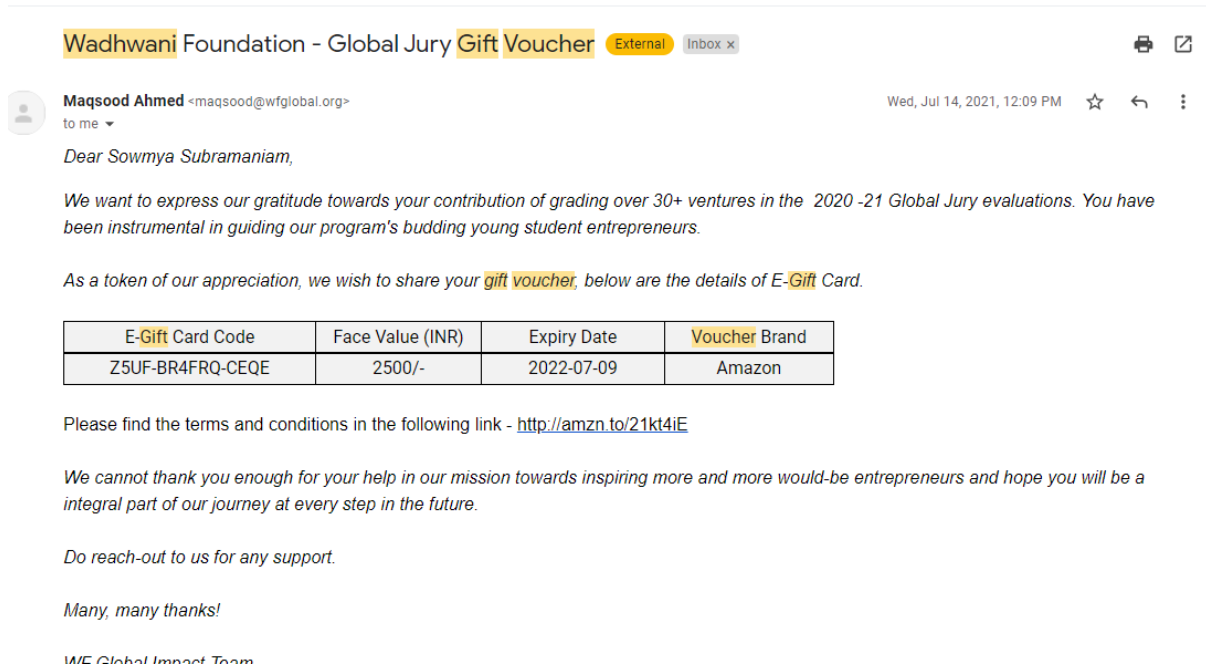 Wadhwani Foundation - Global Jury Gift Voucher External Inbox ×
Maqsood Ahmed <maqsood@wfglobal.org> Wed, Jul 14, 2021, 12:09 PM
to me
Dear Sowmya Subramaniam,
We want to express our gratitude towards your contribution of grading over 30+ ventures in the 2020 -21 Global Jury evaluations. You have
been instrumental in guiding our program's budding young student entrepreneurs.
As a token of our appreciation, we wish to share your gift voucher, below are the details of E-Gift Card.
E-Gift Card Code Face Value (INR) Expiry Date Voucher Brand
Z5UF-BR4FRQ-CEQE 2500/- 2022-07-09 Amazon
Please find the terms and conditions in the following link - http://amzn.to/21kt4iE
We cannot thank you enough for your help in our mission towards inspiring more and more would-be entrepreneurs and hope you will be a
integral part of our journey at every step in the future.
Do reach-out to us for any support.
Many, many thanks!
WF Global Impact Team